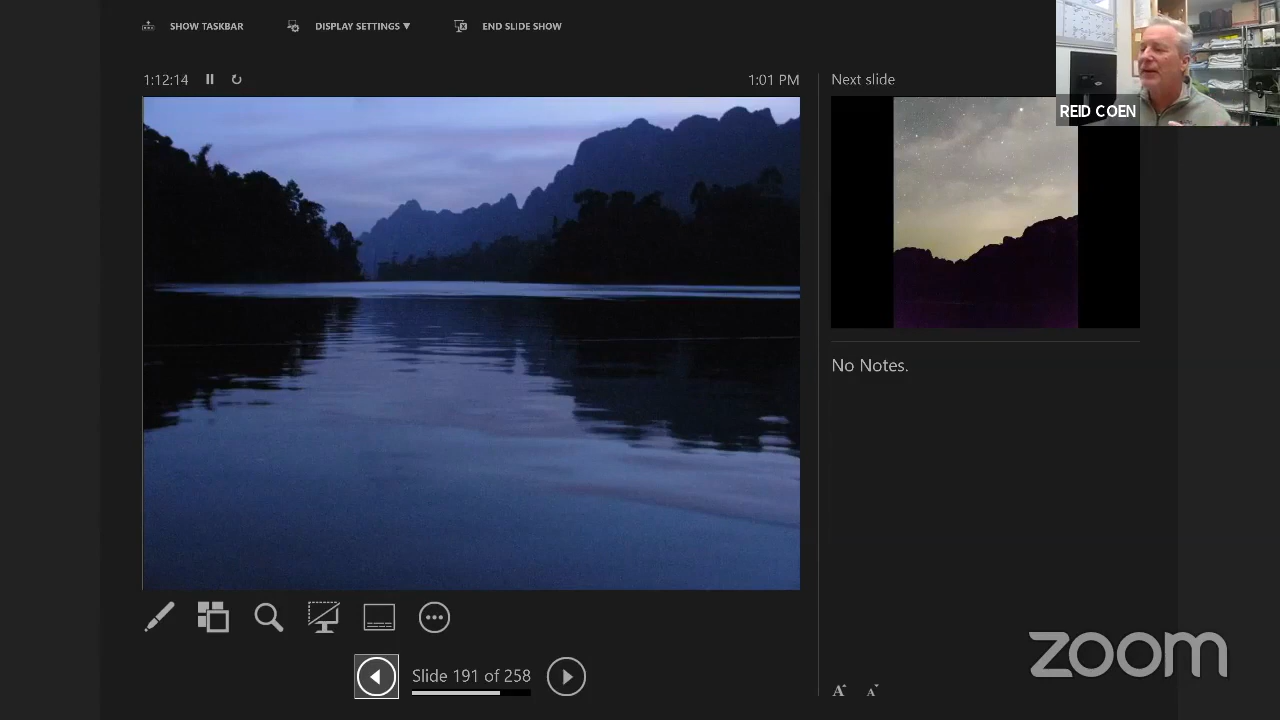 SHOW TASKBAR
DISPLAY SETTINGS ▼
END SLIDE SHOW
1:12:14
1:01 PM
Next slide
REID COEN
No Notes.
Slide 191 of 258
A A
zoom